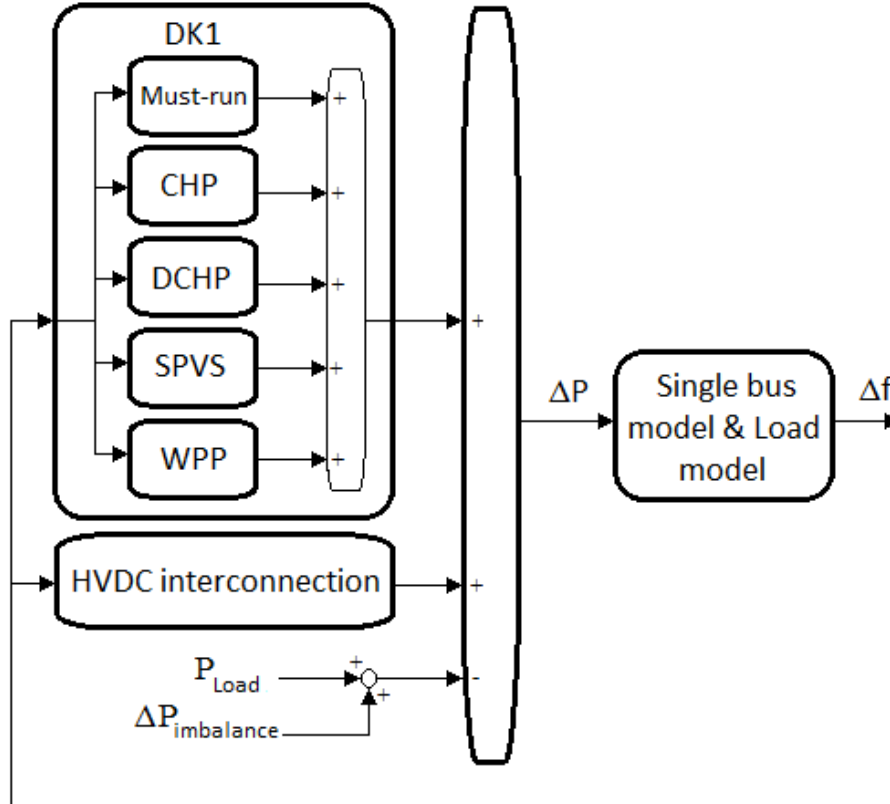 DK1
Must-run
+
CHP
+
DCHP
+
SPVS
+
WPP
+
+
ΔP
Single bus
model & Load
model
Δf
HVDC interconnection
+
P_Load
+
+
-
ΔP_imbalance